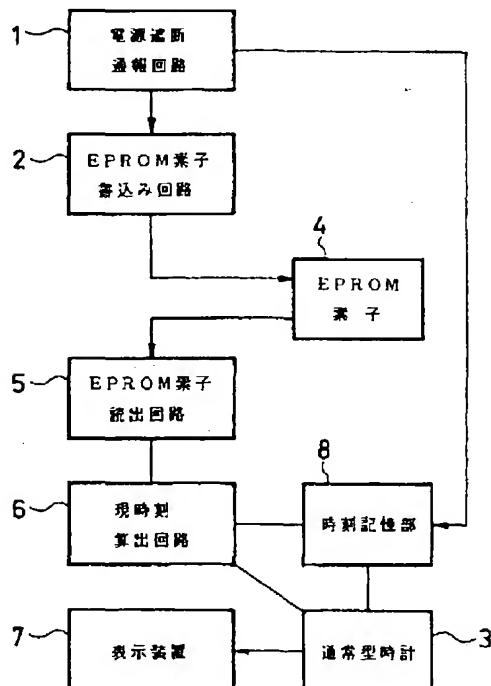 1
電源遮断
通報回路
2
EPROM素子
書込み回路
4
EPROM
素子
5
EPROM素子
読出回路
8
6
現時刻
算出回路
時刻記憶部
7
表示装置
通常型時計
3